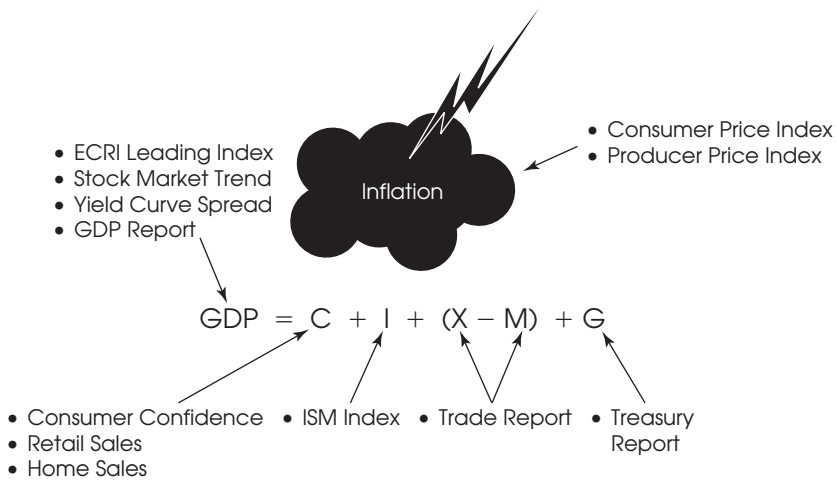 • ECRI Leading Index
• Stock Market Trend
• Yield Curve Spread
• GDP Report
Inflation
• Consumer Price Index
• Producer Price Index
GDP = C + I + (X − M) + G
• Consumer Confidence
• Retail Sales
• Home Sales
• ISM Index
• Trade Report
• Treasury
Report